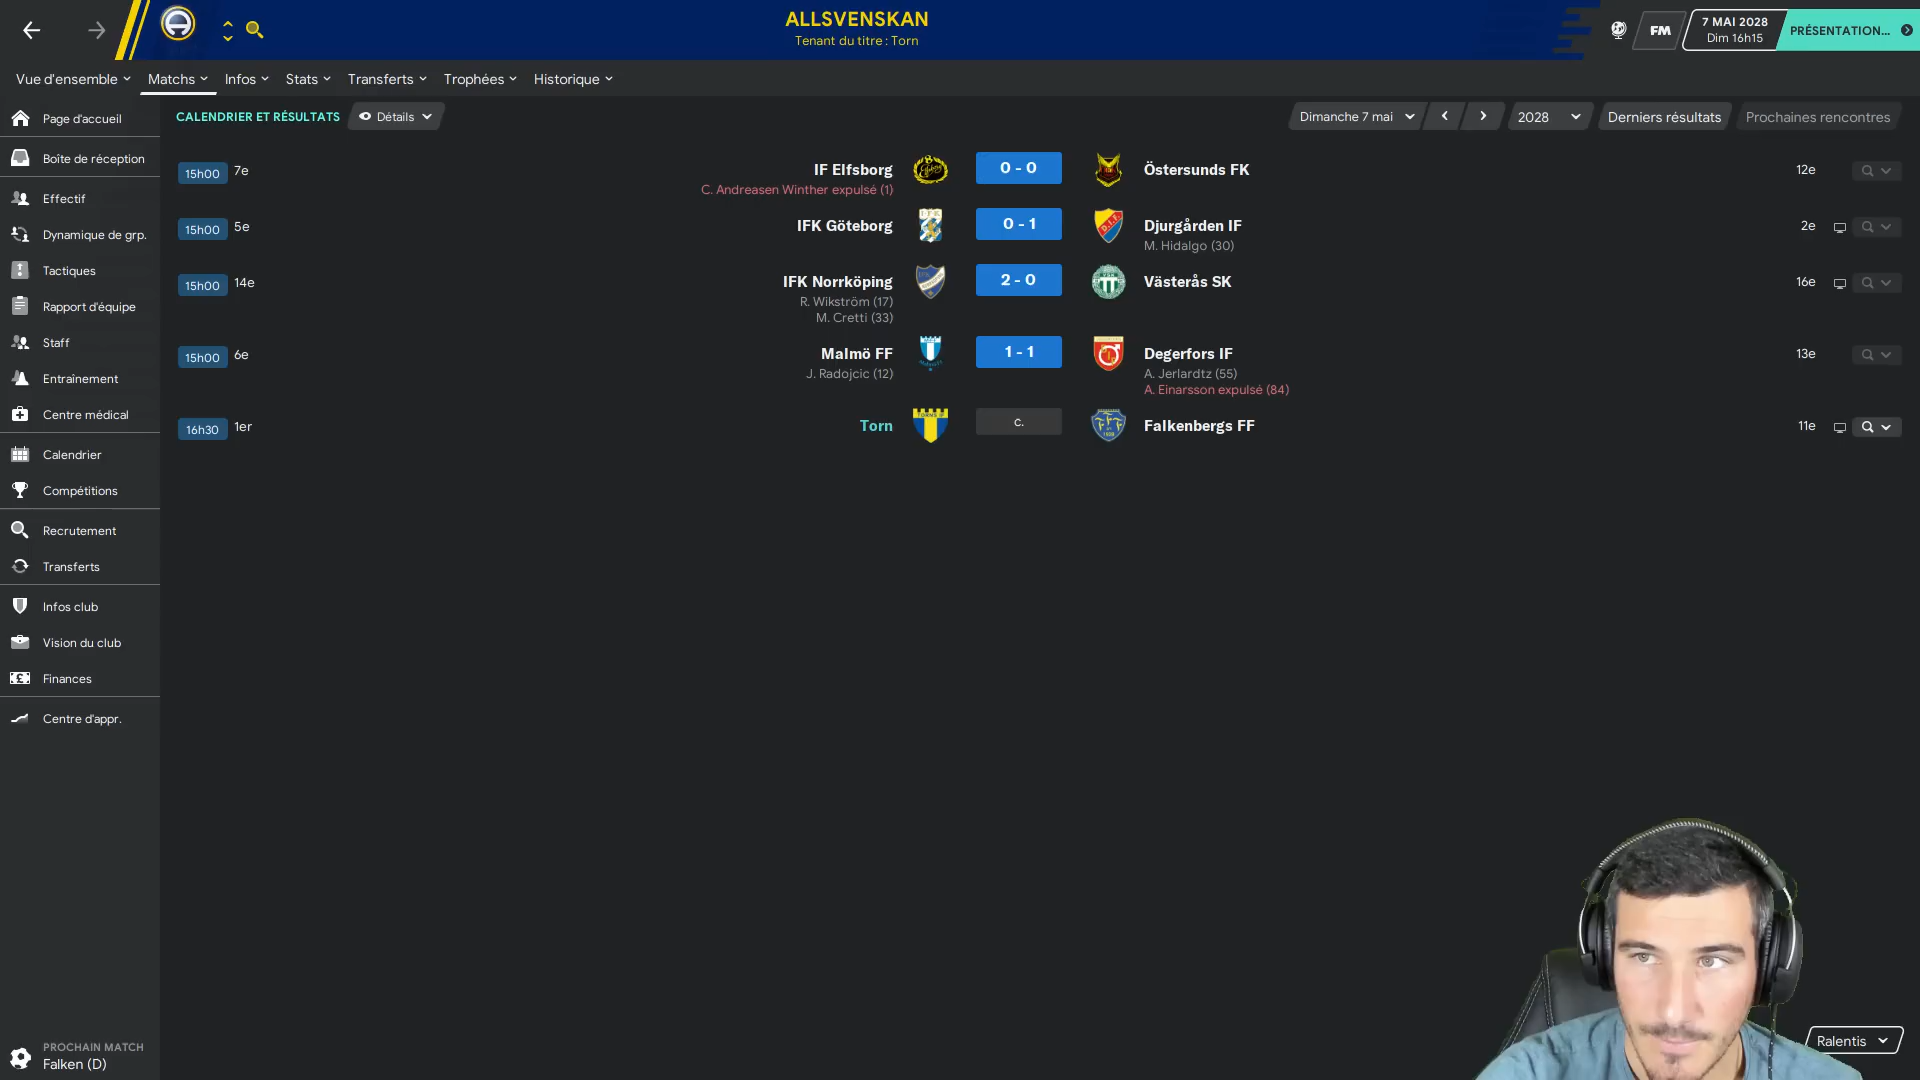 ALLSVENSKAN
Tenant du titre : Torn
FM
7 MAI 2028
Dim 16h15
PRÉSENTATION...
Vue d'ensemble
Matchs
Infos
Stats
Transferts
Trophées
Historique
Page d'accueil
Boîte de réception
Effectif
Dynamique de grp.
Tactiques
Rapport d'équipe
Staff
Entraînement
Centre médical
Calendrier
Compétitions
Recrutement
Transferts
Infos club
Vision du club
Finances
Centre d'appr.
PROCHAIN MATCH
Falken (D)
CALENDRIER ET RÉSULTATS
Détails
Dimanche 7 mai
2028
Derniers résultats
Prochaines rencontres
15h00 7e IF Elfsborg 0 - 0 Östersunds FK 12e
C. Andreasen Winther expulsé (1)
15h00 5e IFK Göteborg 0 - 1 Djurgården IF 2e
M. Hidalgo (30)
15h00 14e IFK Norrköping 2 - 0 Västerås SK 16e
R. Wikström (17)
M. Cretti (33)
15h00 6e Malmö FF 1 - 1 Degerfors IF 13e
J. Radojcic (12) A. Jerlardtz (55)
A. Einarsson expulsé (84)
16h30 1er Torn c. Falkenbergs FF 11e
Ralentis